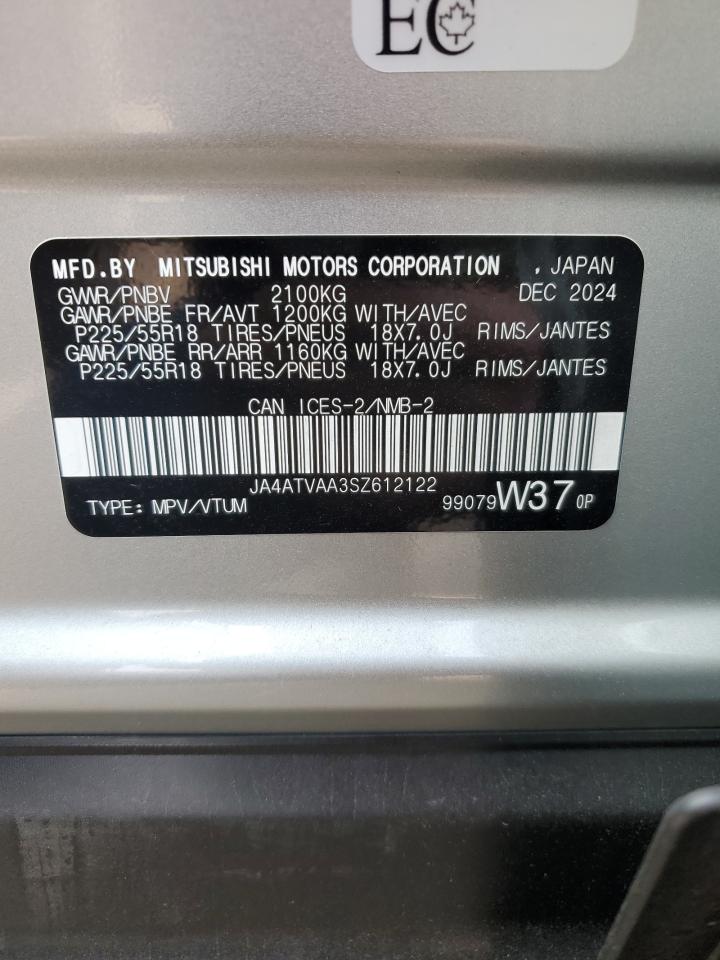 EC
MFD.BY MITSUBISHI MOTORS CORPORATION , JAPAN
GVWR/PNBV 2100KG DEC 2024
GAWR/PNBE FR/AVT 1200KG WITH/AVEC
P225/55R18 TIRES/PNEUS 18X7.0J RIMS/JANTES
GAWR/PNBE RR/ARR 1160KG WITH/AVEC
P225/55R18 TIRES/PNEUS 18X7.0J RIMS/JANTES
CAN ICES-2/NMB-2
JA4ATVAA3SZ612122
TYPE: MPV/VTUM 99079 W37 0P